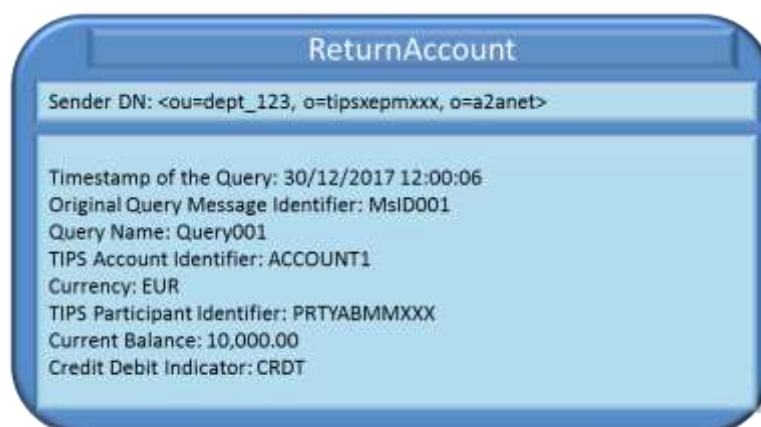 ReturnAccount
Sender DN: <ou=dept_123, o=tipsxepmxxx, o=a2anet>
Timestamp of the Query: 30/12/2017 12:00:06
Original Query Message Identifier: MsID001
Query Name: Query001
TIPS Account Identifier: ACCOUNT1
Currency: EUR
TIPS Participant Identifier: PRTYABMMXXX
Current Balance: 10,000.00
Credit Debit Indicator: CRDT